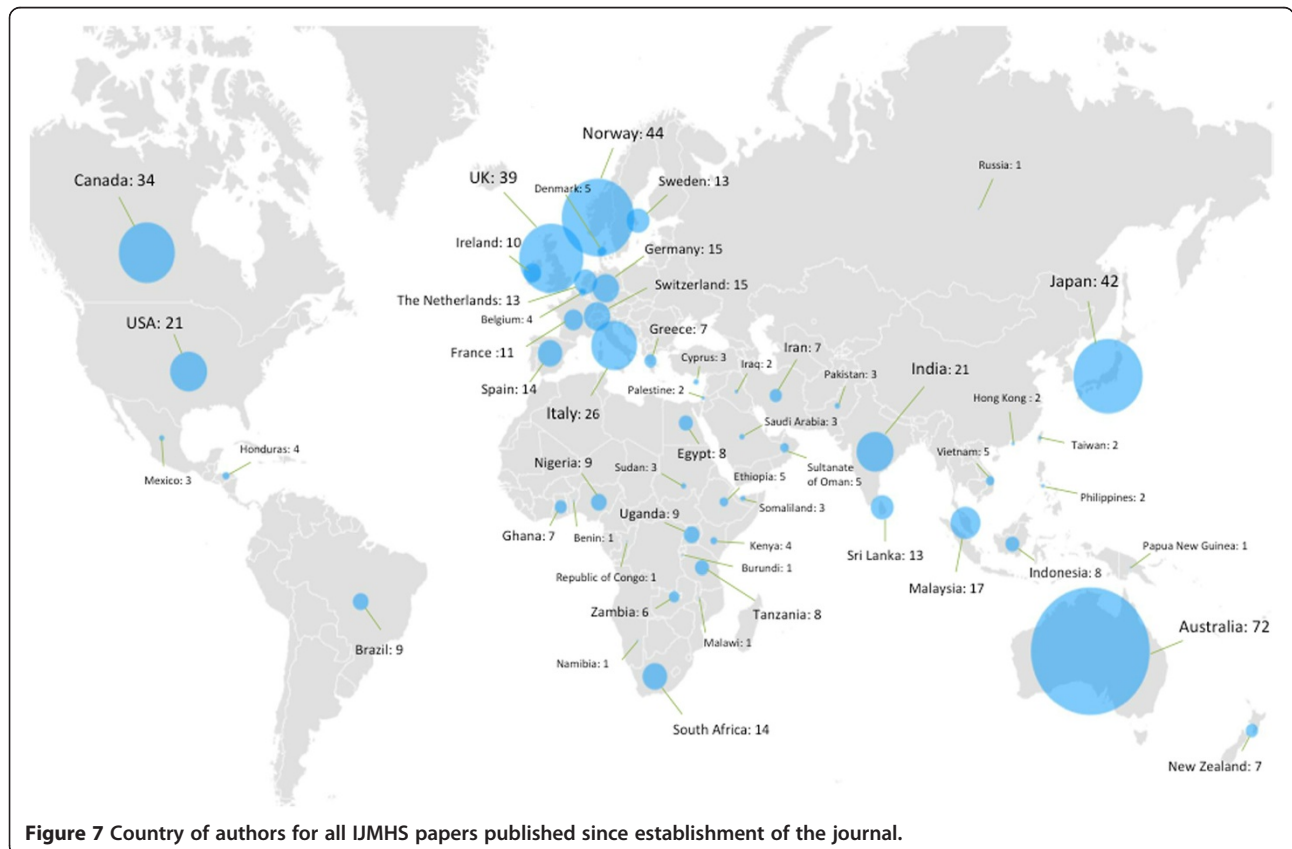 Norway: 44
Russia: 1
Canada: 34
UK: 39
Denmark: 5
Sweden: 13
Ireland: 10
Germany: 15
Japan: 42
The Netherlands: 13
Switzerland: 15
Belgium: 4
USA: 21
Greece: 7
France :11
Cyprus: 3
Iraq: 2
Iran: 7
Pakistan: 3
India: 21
Spain: 14
Palestine: 2
Hong Kong : 2
Italy: 26
Saudi Arabia: 3
Taiwan: 2
Honduras: 4
Egypt: 8
Vietnam: 5
Mexico: 3
Nigeria: 9
Sudan: 3
Ethiopia: 5
Sultanate
of Oman: 5
Philippines: 2
Somaliland: 3
Uganda: 9
Ghana: 7
Benin: 1
Kenya: 4
Sri Lanka: 13
Papua New Guinea: 1
Burundi: 1
Indonesia: 8
Republic of Congo: 1
Malaysia: 17
Zambia: 6
Tanzania: 8
Australia: 72
Malawi: 1
Brazil: 9
Namibia: 1
South Africa: 14
New Zealand: 7
Figure 7 Country of authors for all IJMHS papers published since establishment of the journal.